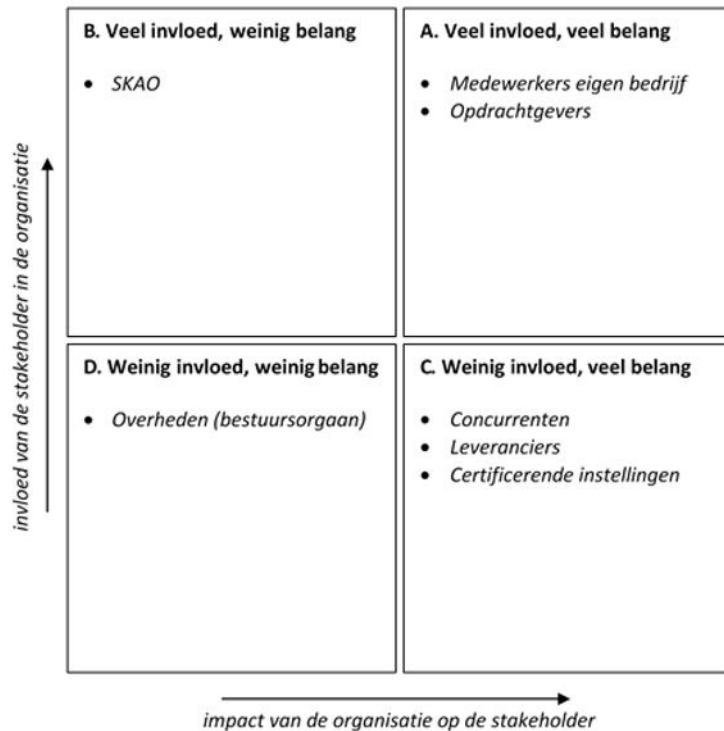 B. Veel invloed, weinig belang
• SKAO
A. Veel invloed, veel belang
• Medewerkers eigen bedrijf
• Opdrachtgevers
D. Weinig invloed, weinig belang
• Overheden (bestuursorgaan)
C. Weinig invloed, veel belang
• Concurrenten
• Leveranciers
• Certificerende instellingen
invloed van de stakeholder in de organisatie
impact van de organisatie op de stakeholder